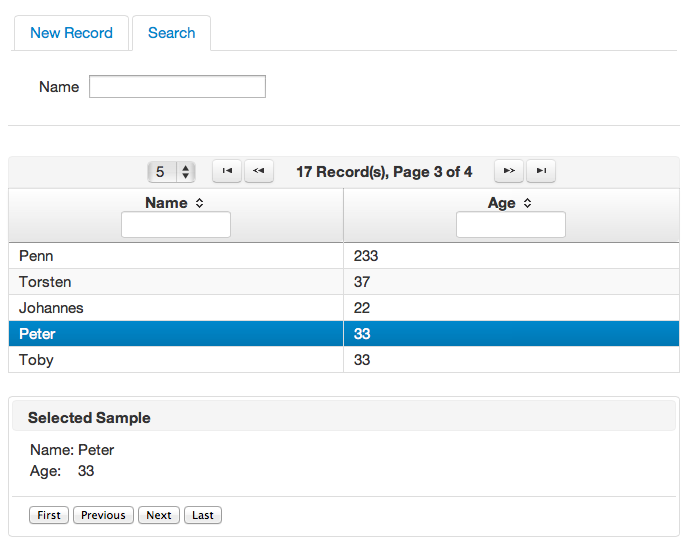 New Record Search
Name
5 17 Record(s), Page 3 of 4
Name Age
Penn 233
Torsten 37
Johannes 22
Peter 33
Toby 33
Selected Sample
Name: Peter
Age: 33
First Previous Next Last